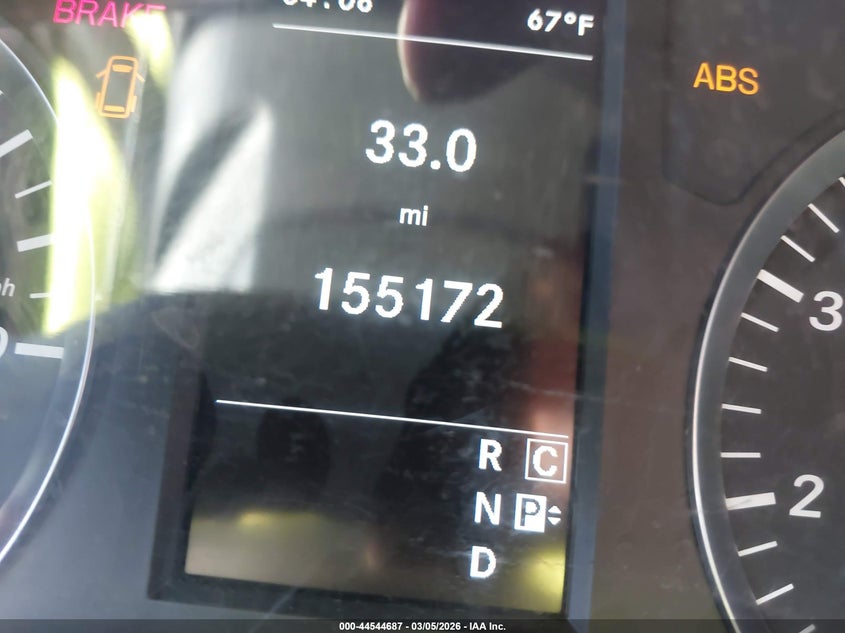 BRAKE
67°F
ABS
33.0
mi
155172
R C
N P
D
3
2
000-44544687 - 03/05/2026 - IAA Inc.